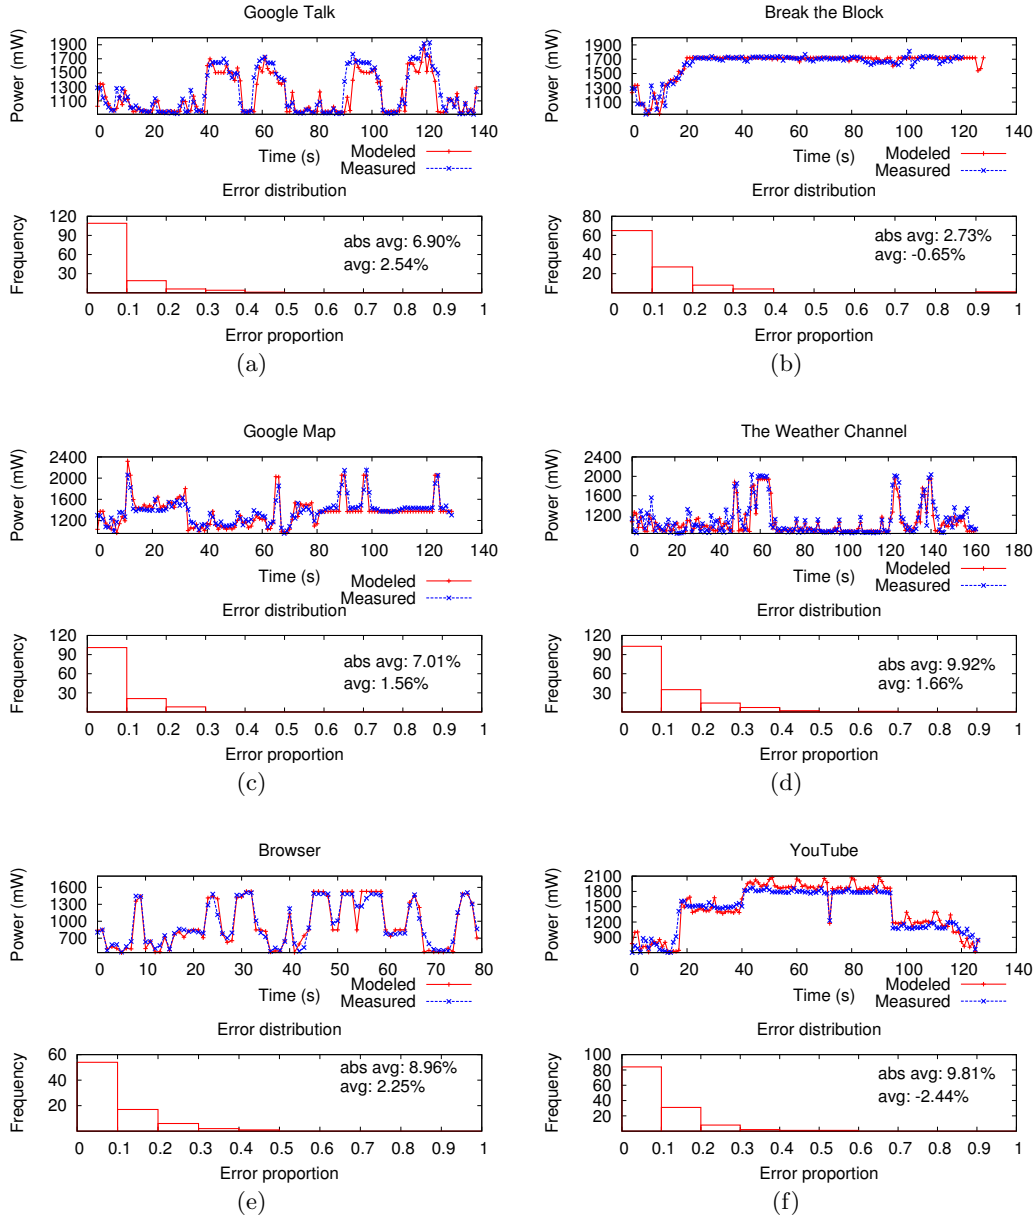 Google Talk
Power (mW)
1900
1700
1500
1300
1100
0 20 40 60 80 100 120 140
Time (s)
Modeled
Measured
Error distribution
Frequency
120
90
60
30
0 0.1 0.2 0.3 0.4 0.5 0.6 0.7 0.8 0.9 1
abs avg: 6.90%
avg: 2.54%
Error proportion
(a)
Break the Block
Power (mW)
1900
1700
1500
1300
1100
0 20 40 60 80 100 120 140
Time (s)
Modeled
Measured
Error distribution
Frequency
80
60
40
20
0 0.1 0.2 0.3 0.4 0.5 0.6 0.7 0.8 0.9 1
abs avg: 2.73%
avg: -0.65%
Error proportion
(b)
Google Map
Power (mW)
2400
2000
1600
1200
0 20 40 60 80 100 120 140
Time (s)
Modeled
Measured
Error distribution
Frequency
120
90
60
30
0 0.1 0.2 0.3 0.4 0.5 0.6 0.7 0.8 0.9 1
abs avg: 7.01%
avg: 1.56%
Error proportion
(c)
The Weather Channel
Power (mW)
2400
2000
1600
1200
0 20 40 60 80 100 120 140 160 180
Time (s)
Modeled
Measured
Error distribution
Frequency
120
90
60
30
0 0.1 0.2 0.3 0.4 0.5 0.6 0.7 0.8 0.9 1
abs avg: 9.92%
avg: 1.66%
Error proportion
(d)
Browser
Power (mW)
1600
1300
1000
700
0 10 20 30 40 50 60 70 80
Time (s)
Modeled
Measured
Error distribution
Frequency
60
40
20
0 0.1 0.2 0.3 0.4 0.5 0.6 0.7 0.8 0.9 1
abs avg: 8.96%
avg: 2.25%
Error proportion
(e)
YouTube
Power (mW)
2100
1800
1500
1200
900
0 20 40 60 80 100 120 140
Time (s)
Modeled
Measured
Error distribution
Frequency
100
80
60
40
20
0 0.1 0.2 0.3 0.4 0.5 0.6 0.7 0.8 0.9 1
abs avg: 9.81%
avg: -2.44%
Error proportion
(f)